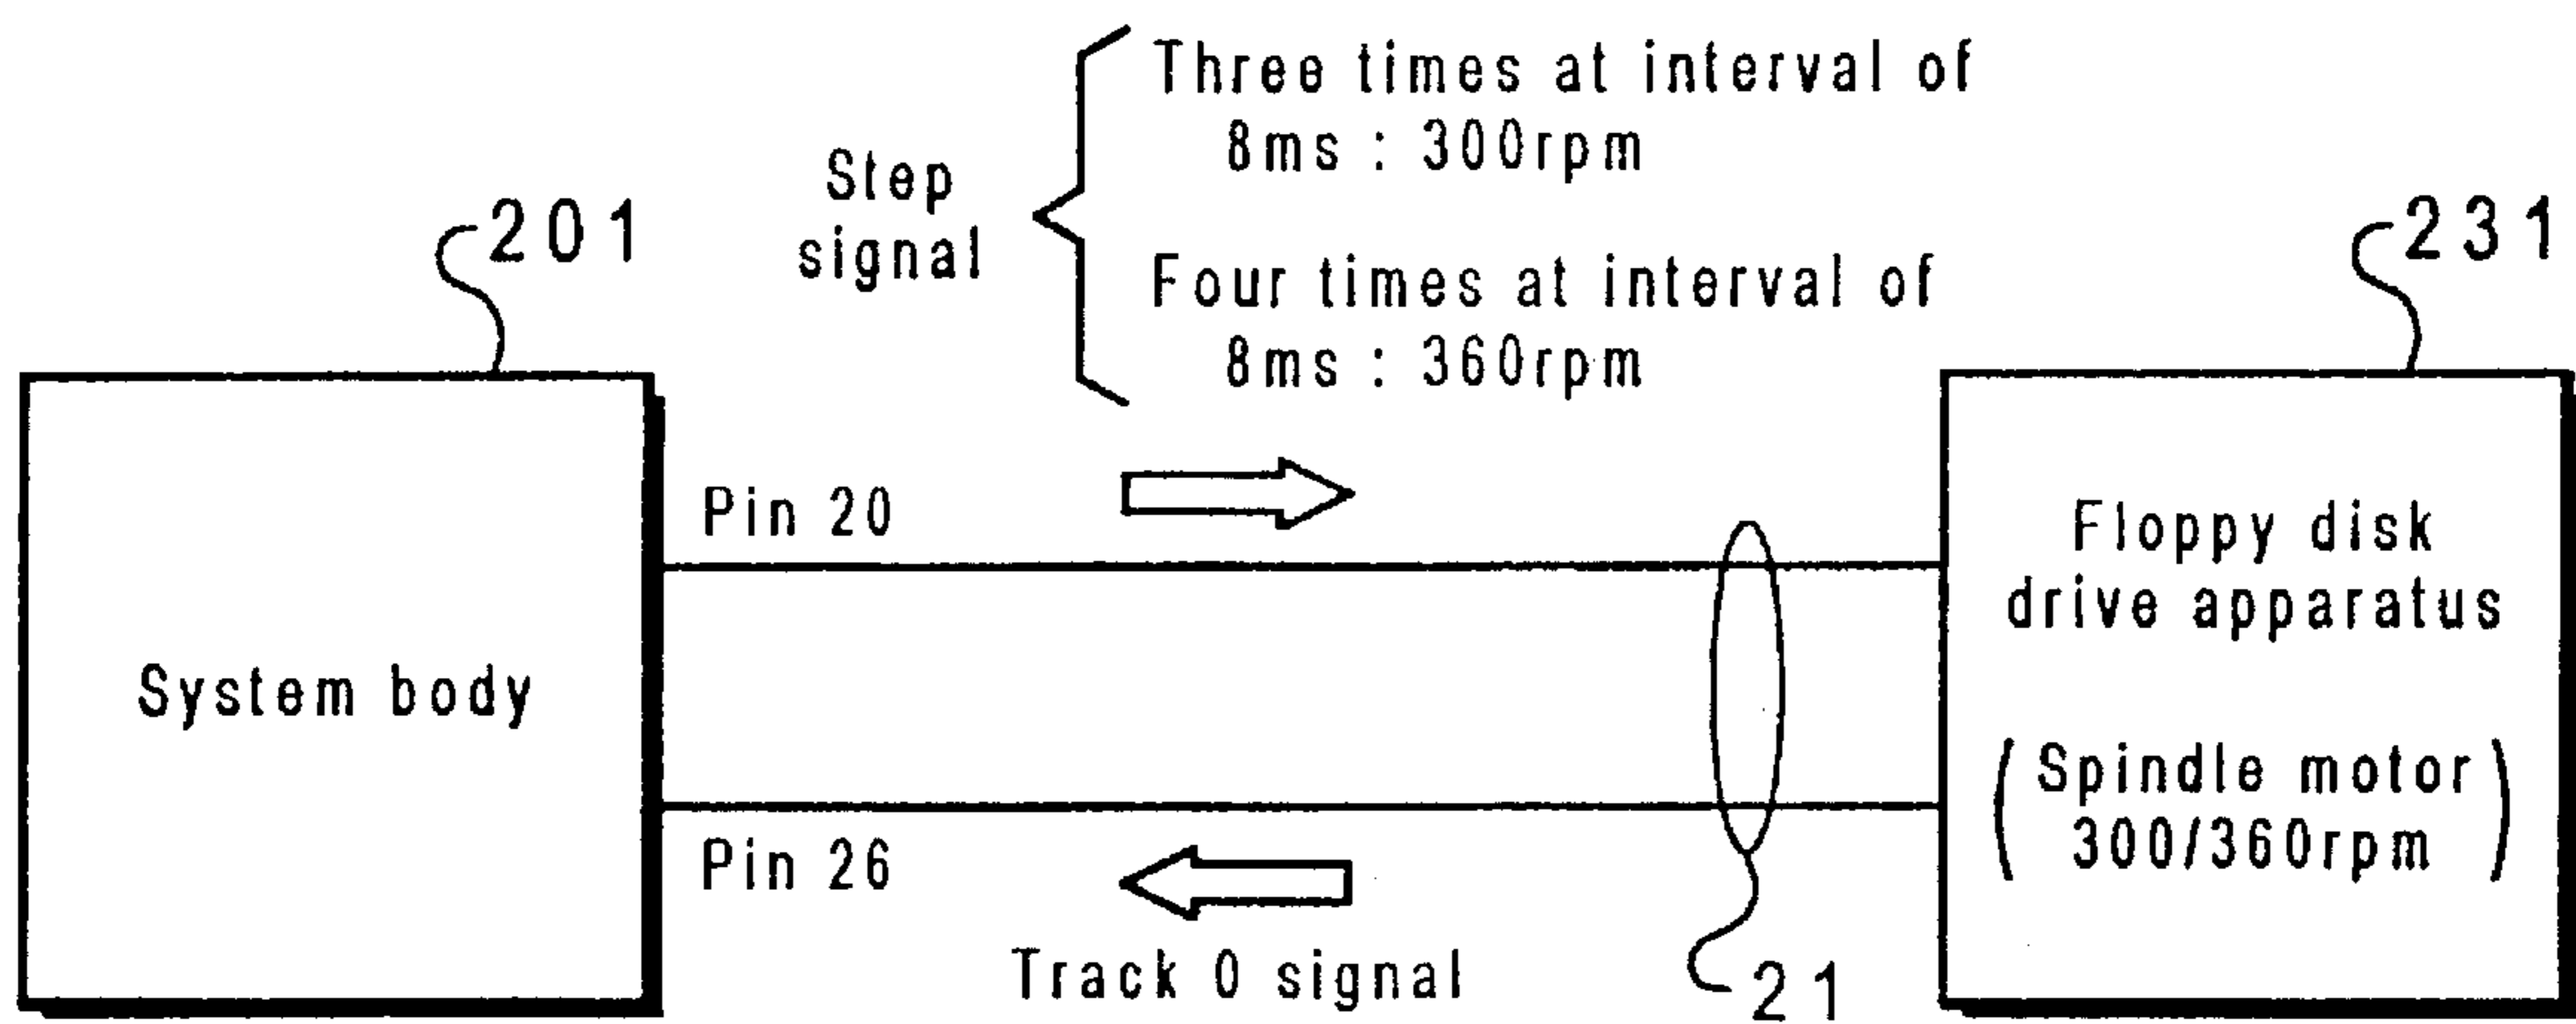 Three times at interval of
8ms : 300rpm
Step
signal
Four times at interval of
8ms : 360rpm
201
231
Pin 20
Floppy disk
drive apparatus
System body
(Spindle motor
300/360rpm)
Pin 26
Track 0 signal
21